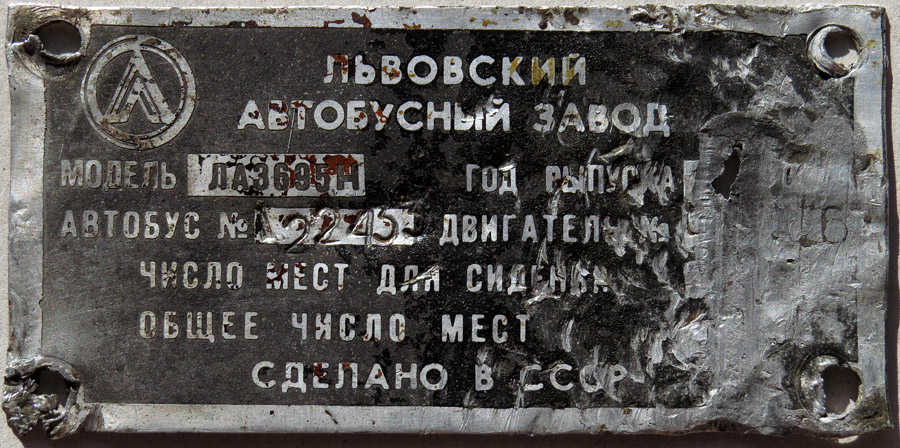 ЛЬВОВСКИЙ
АВТОБУСНЫЙ ЗАВОД
МОДЕЛЬ ЛАЗ695Н ГОД ВЫПУСКА
АВТОБУС № ДВИГАТЕЛЬ №
ЧИСЛО МЕСТ ДЛЯ СИДЕНЬЯ
ОБЩЕЕ ЧИСЛО МЕСТ
СДЕЛАНО В СССР